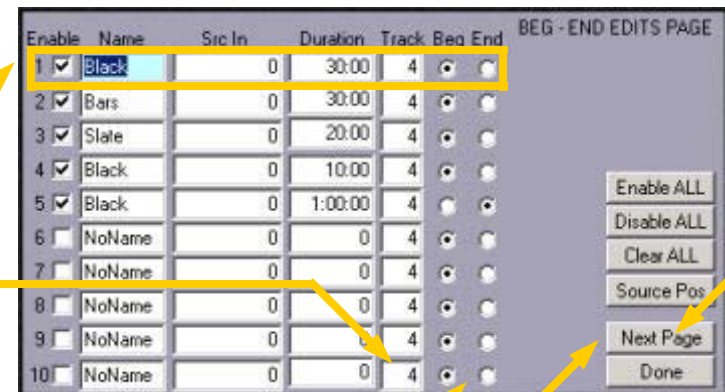 BEG - END EDITS PAGE
Enable Name Src In Duration Track Beg End
1 Black 0 30:00 4
2 Bars 0 30:00 4
3 Slate 0 20:00 4
4 Black 0 10:00 4
5 Black 0 1:00:00 4
6 NoName 0 0 4
7 NoName 0 0 4
8 NoName 0 0 4
9 NoName 0 0 4
10 NoName 0 0 4
Enable ALL
Disable ALL
Clear ALL
Source Pos
Next Page
Done